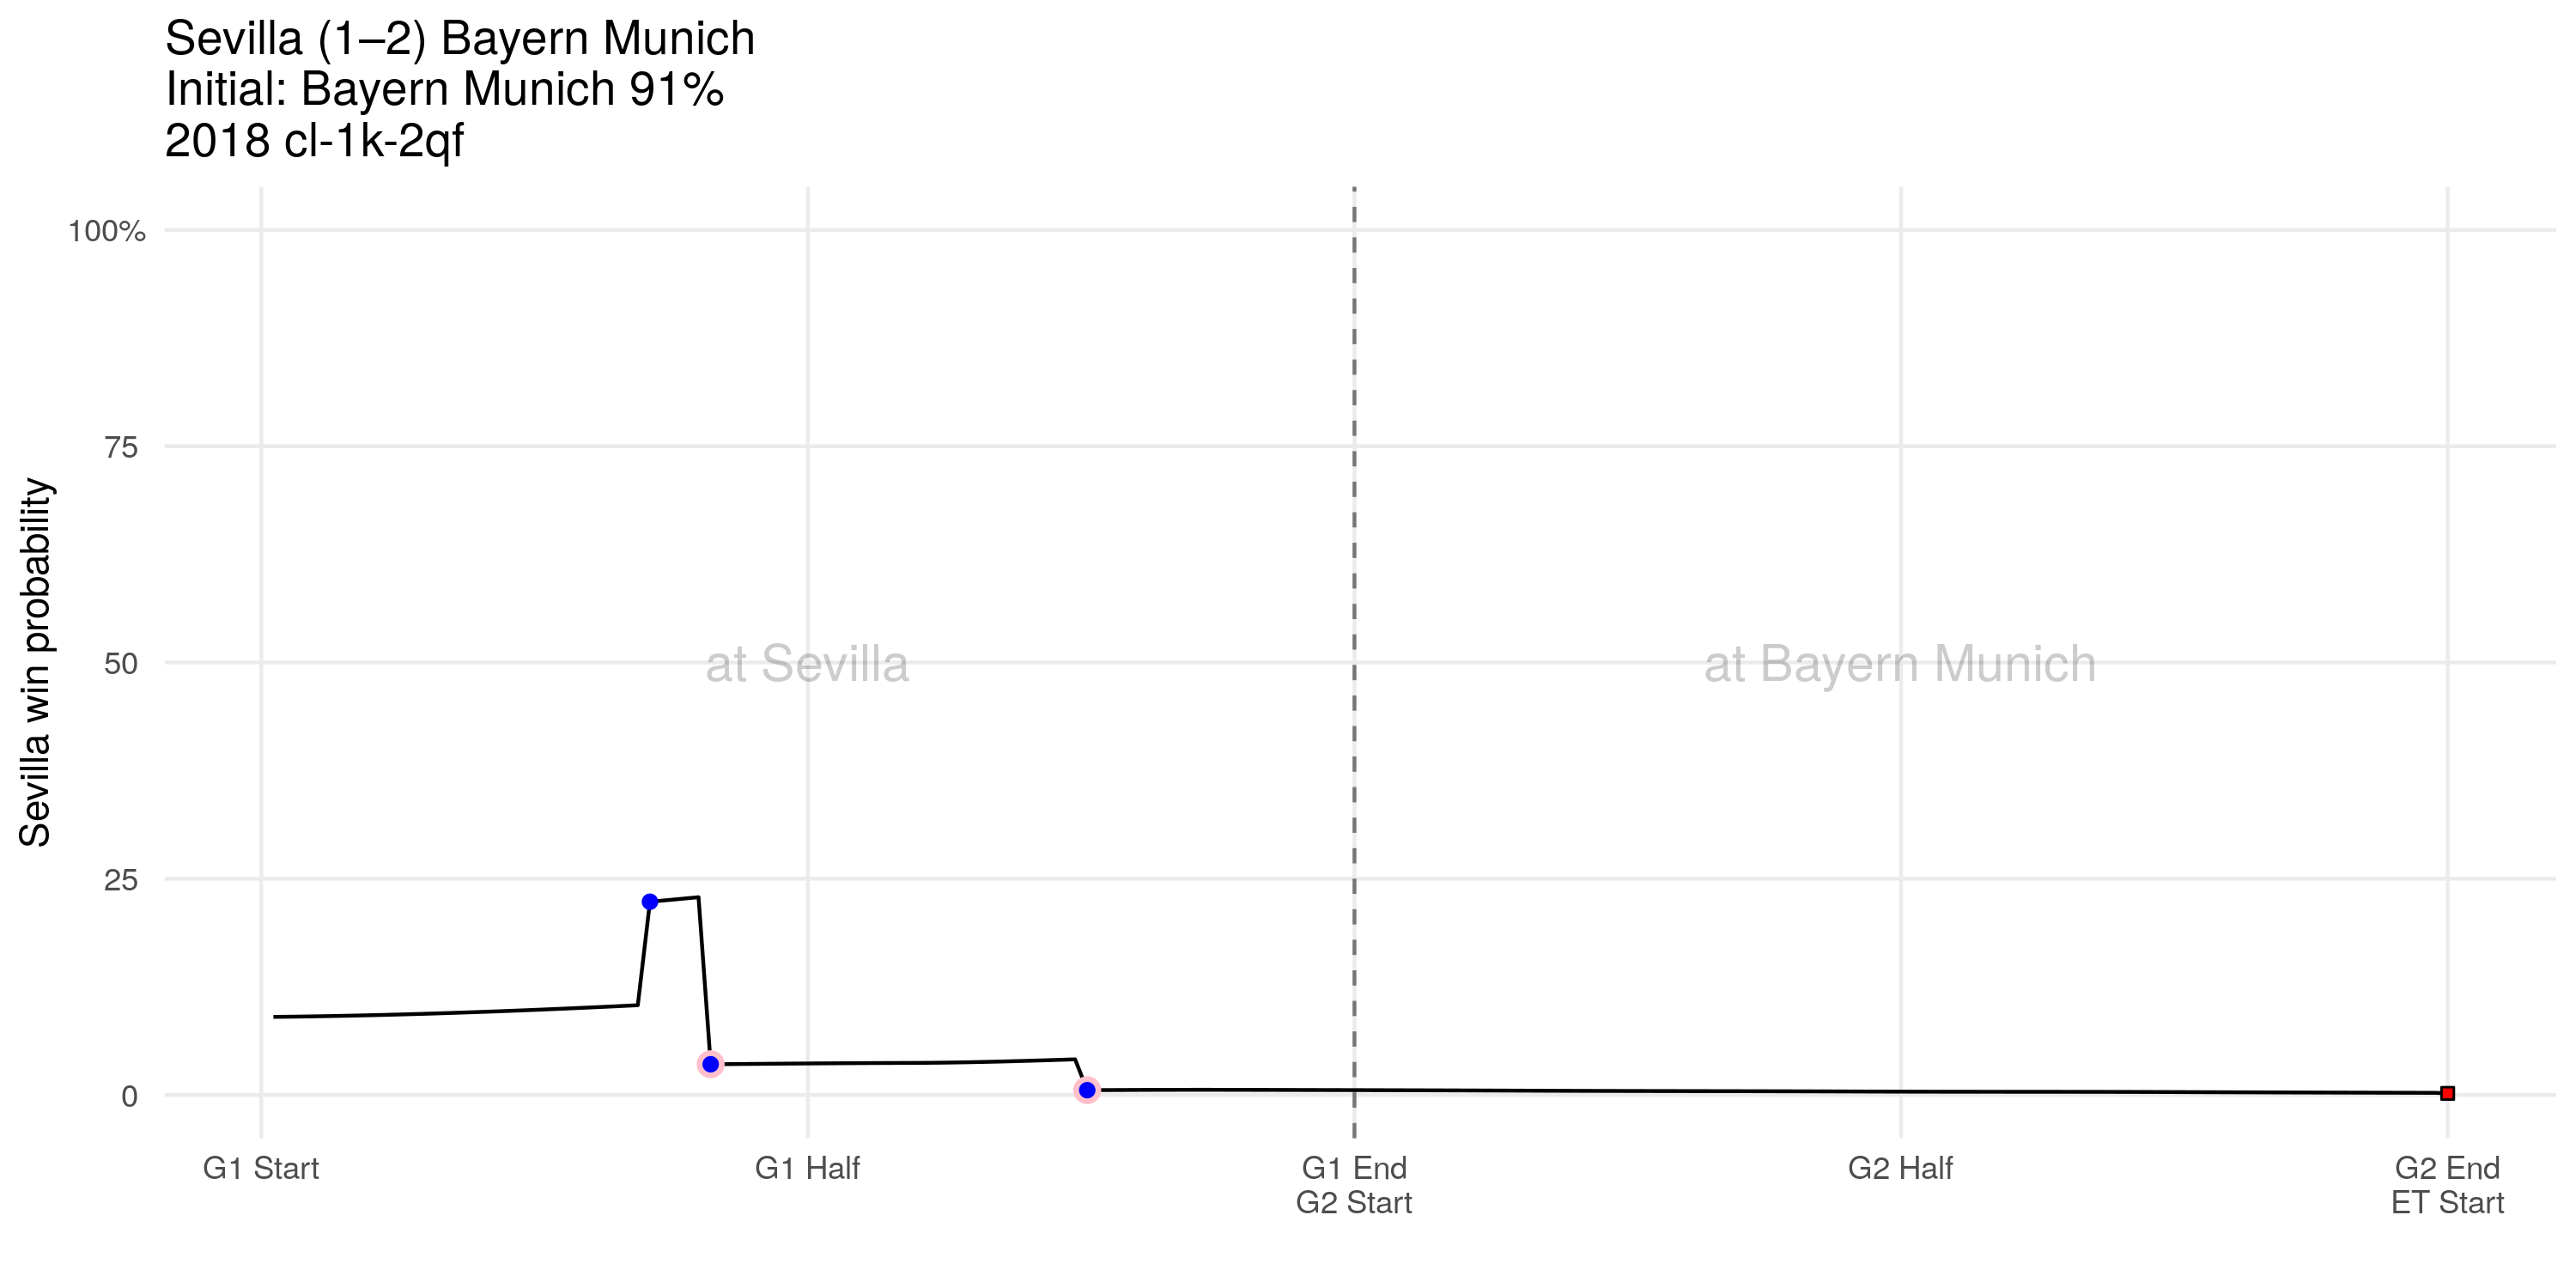 Sevilla (1–2) Bayern Munich
Initial: Bayern Munich 91%
2018 cl-1k-2qf
Sevilla win probability
100%
75
50
25
0
at Sevilla
at Bayern Munich
G1 Start
G1 Half
G1 End
G2 Start
G2 Half
G2 End
ET Start